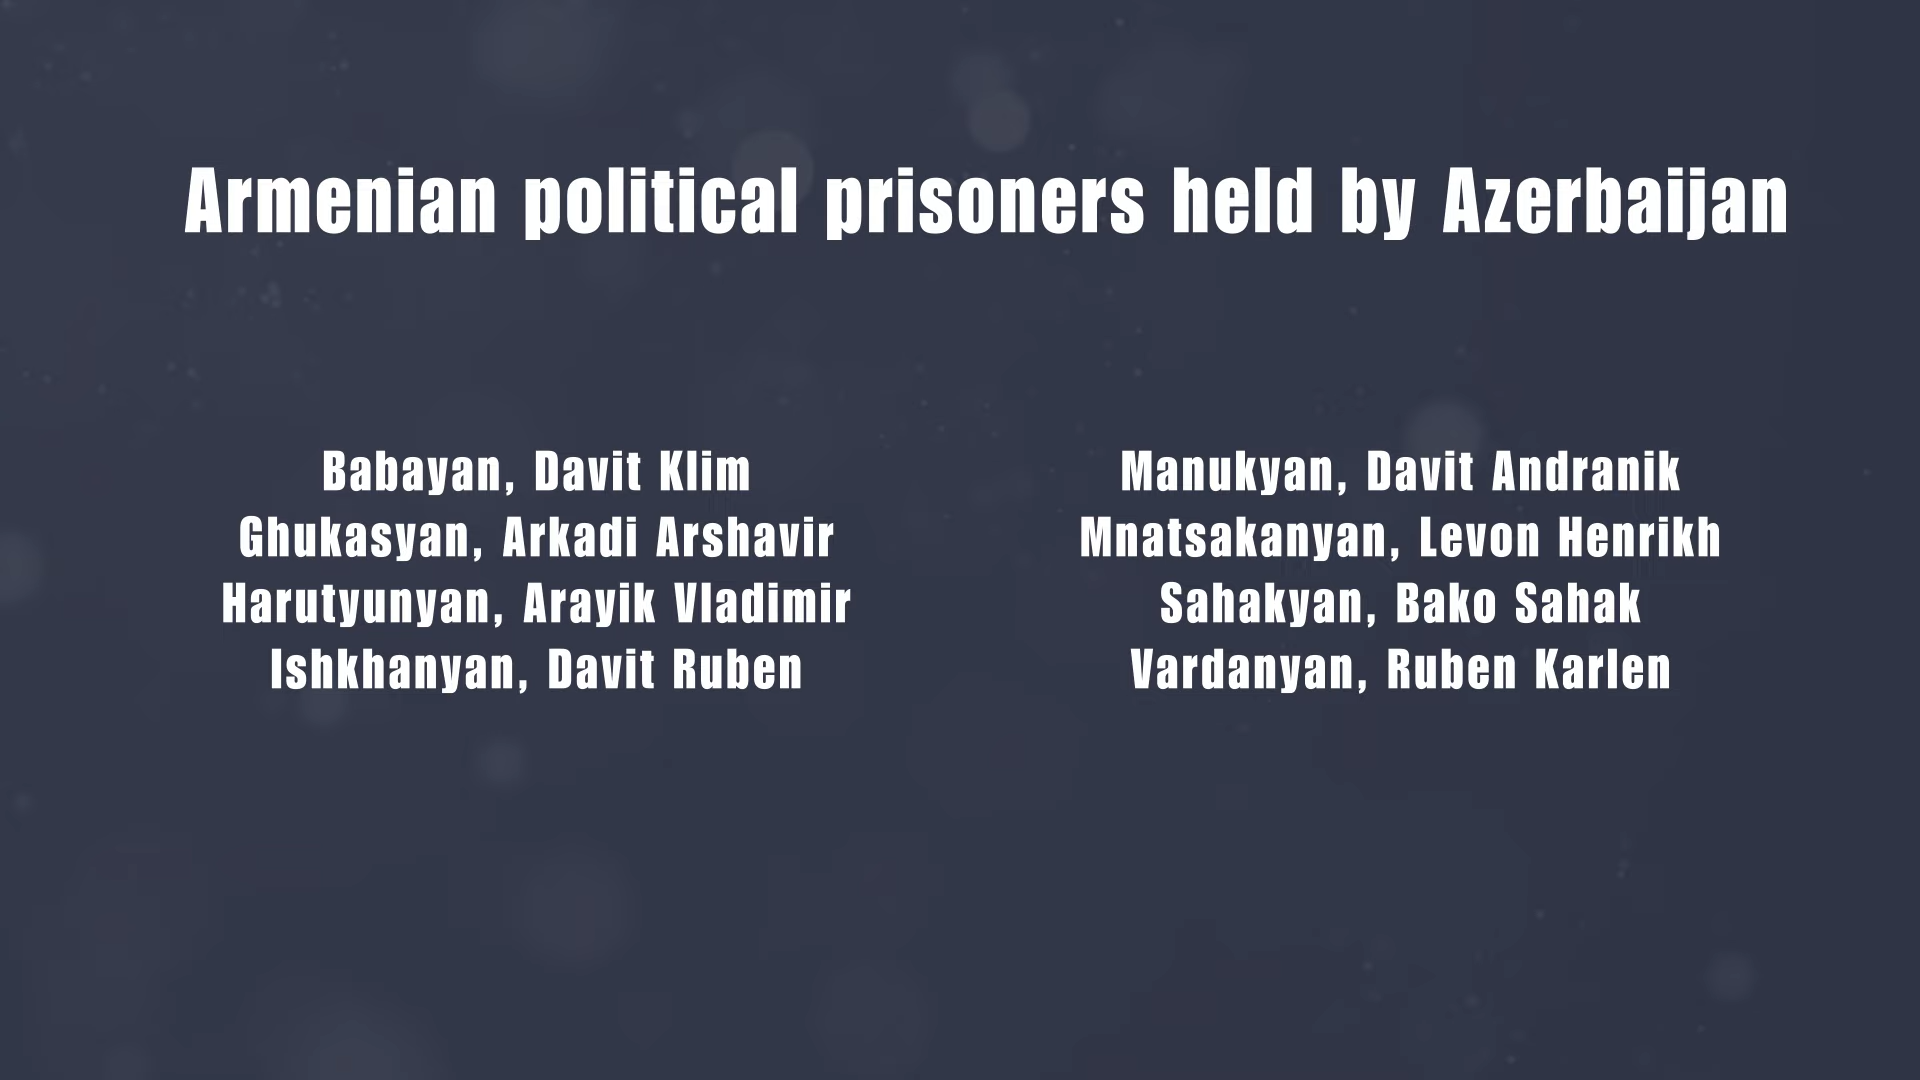 Armenian political prisoners held by Azerbaijan
Babayan, Davit Klim
Ghukasyan, Arkadi Arshavir
Harutyunyan, Arayik Vladimir
Ishkhanyan, Davit Ruben
Manukyan, Davit Andranik
Mnatsakanyan, Levon Henrikh
Sahakyan, Bako Sahak
Vardanyan, Ruben Karlen